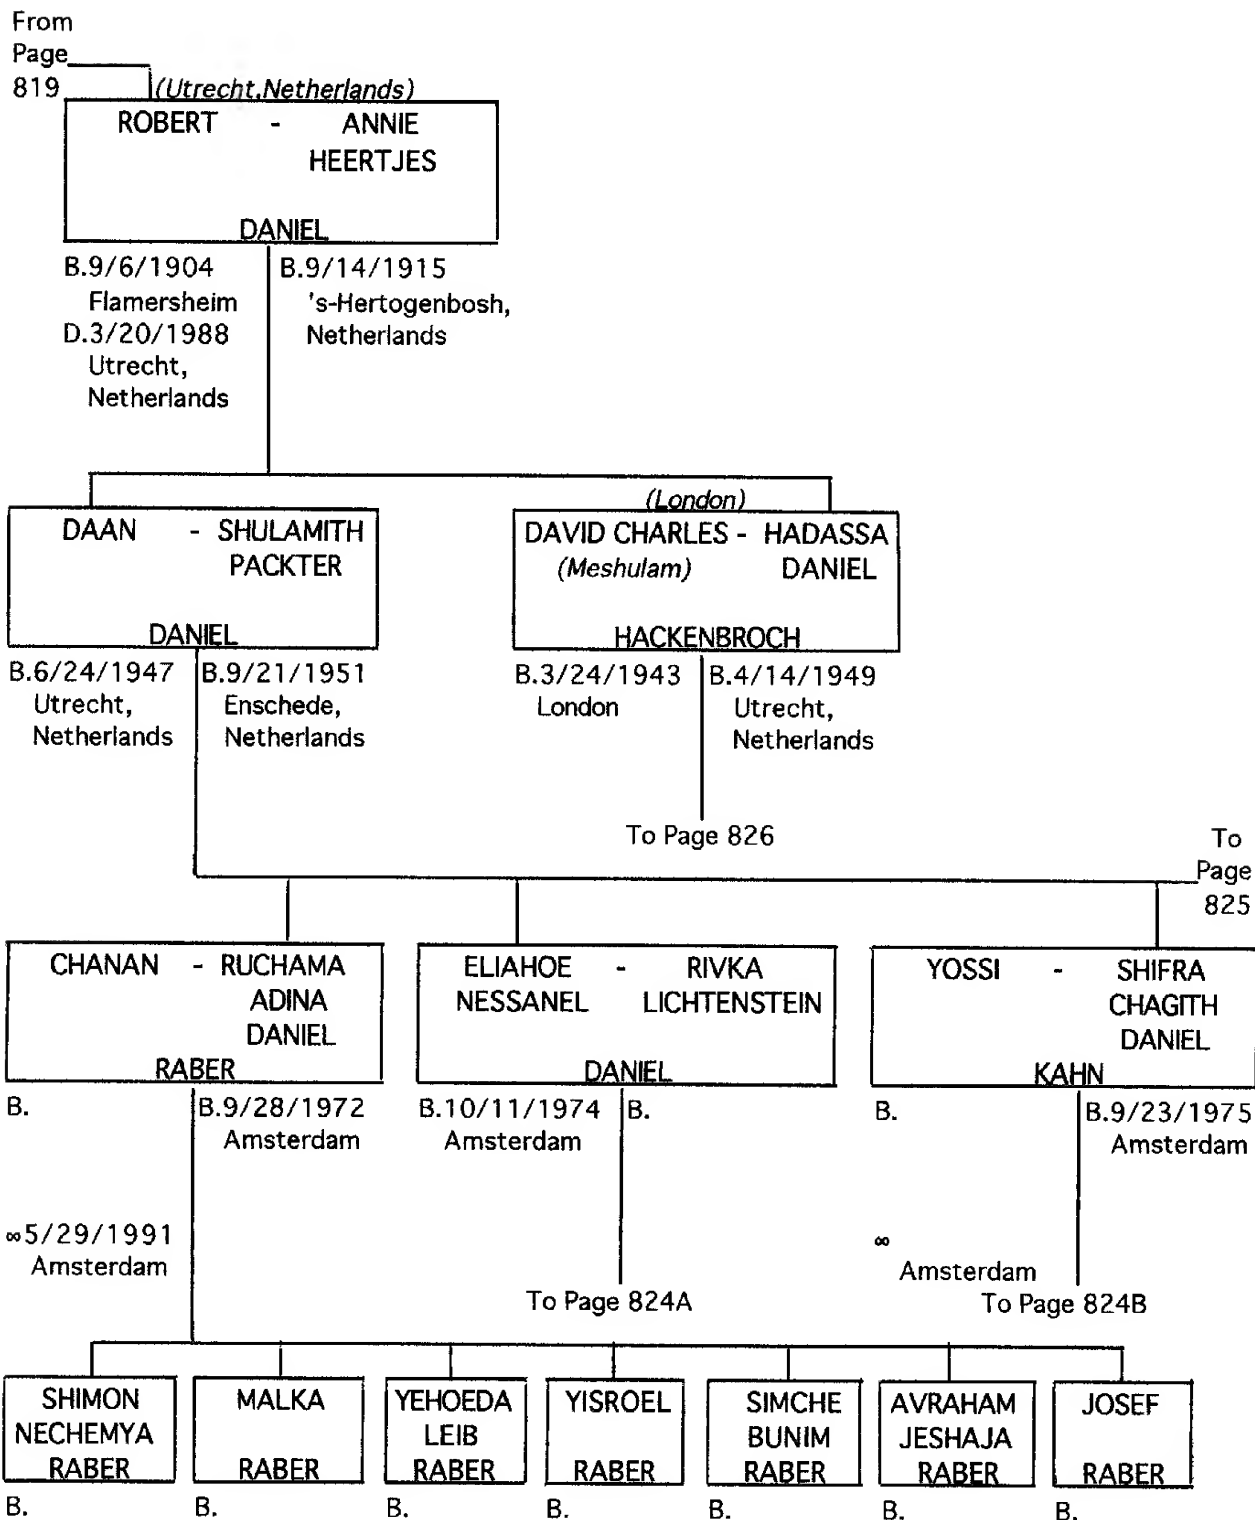 From
Page
819
(Utrecht,Netherlands)
ROBERT - ANNIE
HEERTJES
DANIEL
B.9/6/1904
Flamersheim
D.3/20/1988
Utrecht,
Netherlands
B.9/14/1915
's-Hertogenbosh,
Netherlands
DAAN - SHULAMITH
PACKTER
DANIEL
B.6/24/1947
Utrecht,
Netherlands
B.9/21/1951
Enschede,
Netherlands
(London)
DAVID CHARLES - HADASSA
(Meshulam) DANIEL
HACKENBROCH
B.3/24/1943
London
B.4/14/1949
Utrecht,
Netherlands
To Page 826
To
Page
825
CHANAN - RUCHAMA
ADINA
DANIEL
RABER
B.
B.9/28/1972
Amsterdam
∞5/29/1991
Amsterdam
ELIAHOE - RIVKA
NESSANEL LICHTENSTEIN
DANIEL
B.10/11/1974
Amsterdam
B.
To Page 824A
YOSSI - SHIFRA
CHAGITH
DANIEL
KAHN
B.
B.9/23/1975
Amsterdam
∞
Amsterdam
To Page 824B
SHIMON
NECHEMYA
RABER
B.
MALKA
RABER
B.
YEHOEDA
LEIB
RABER
B.
YISROEL
RABER
B.
SIMCHE
BUNIM
RABER
B.
AVRAHAM
JESHAJA
RABER
B.
JOSEF
RABER
B.